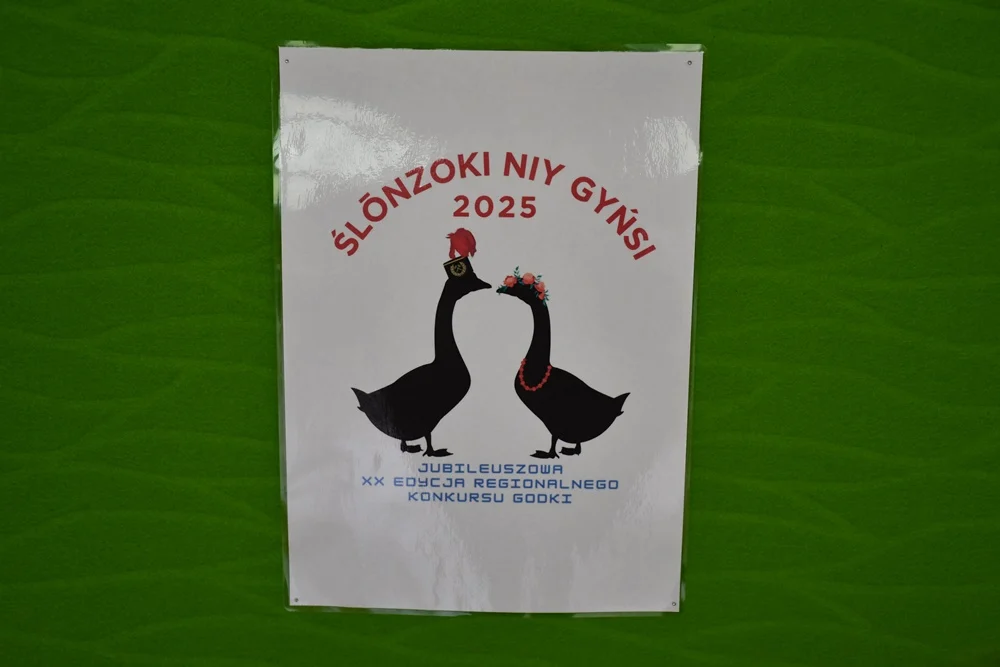 ŚLŌNZOKI NIY GYŃSI
2025
JUBILEUSZOWA
XX EDYCJA REGIONALNEGO
KONKURSU GODKI